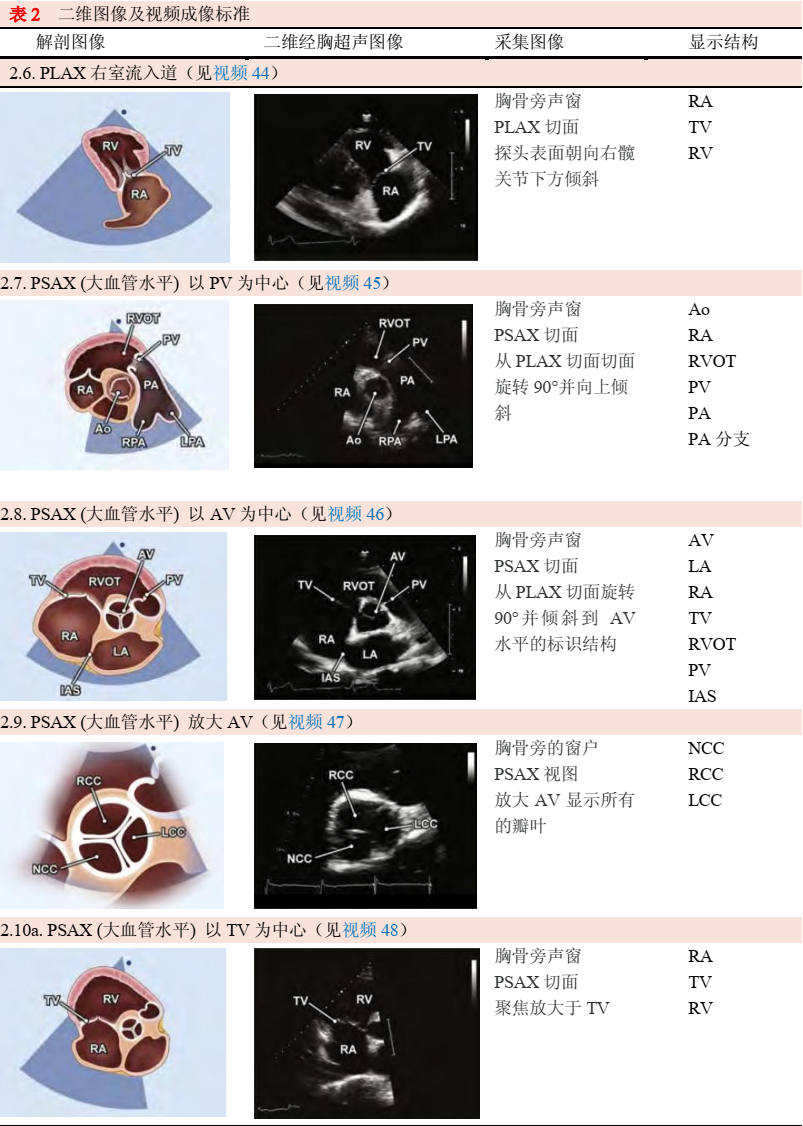 表 2 二维图像及视频成像标准
解剖图像 二维经胸超声图像 采集图像 显示结构
2.6. PLAX 右室流入道（见视频 44）
RV
TV
RA
RV
TV
RA
胸骨旁声窗
PLAX 切面
探头表面朝向右髋
关节下方倾斜
RA
TV
RV
2.7. PSAX (大血管水平) 以 PV 为中心（见视频 45）
RVOT
PV
RA
PA
Ao
RPA
LPA
RVOT
PV
PA
RA
Ao
RPA
LPA
胸骨旁声窗
PSAX 切面
从 PLAX 切面切面
旋转 90°并向上倾
斜
Ao
RA
RVOT
PV
PA
PA 分支
2.8. PSAX (大血管水平) 以 AV 为中心（见视频 46）
AV
TV
RVOT
PV
RA
LA
IAS
AV
TV
RVOT
PV
RA
LA
IAS
胸骨旁声窗
PSAX 切面
从 PLAX 切面旋转
90°并倾斜到 AV
水平的标识结构
AV
LA
RA
TV
RVOT
PV
IAS
2.9. PSAX (大血管水平) 放大 AV（见视频 47）
RCC
LCC
NCC
RCC
LCC
NCC
胸骨旁的窗户
PSAX 视图
放大 AV 显示所有
的瓣叶
NCC
RCC
LCC
2.10a. PSAX (大血管水平) 以 TV 为中心（见视频 48）
TV
RV
RA
TV
RV
RA
胸骨旁声窗
PSAX 切面
聚焦放大于 TV
RA
TV
RV